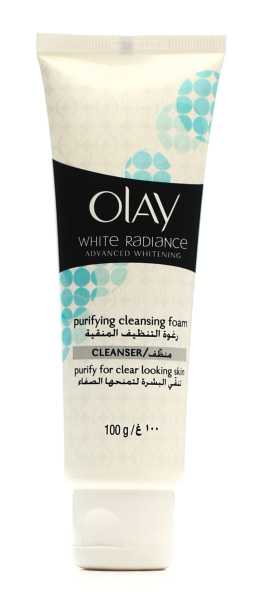 OLAY
WHITE RADIANCE
ADVANCED WHITENING
purifying cleansing foam
رغوة التنظيف المنقية
CLEANSER/منظف
purify for clear looking skin
تنقي البشرة لتمنحها الصفاء
100 g/غ ١٠٠